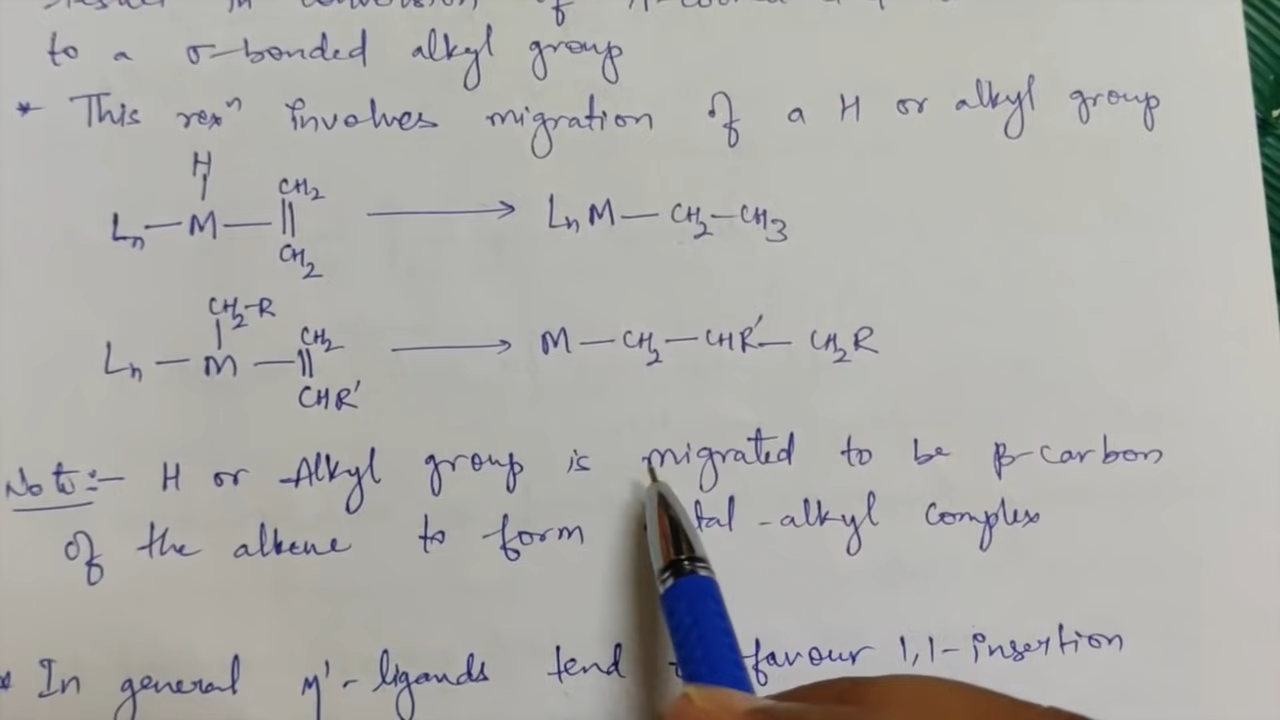 to a σ-bonded alkyl group
* This rexⁿ involves migration of a H or alkyl group
H
CH₂
Lₙ — M — || ⟶ LₙM — CH₂ — CH₃
CH₂
CH₂-R
CH₂
Lₙ — M — || ⟶ M — CH₂ — CHR' — CH₂R
CHR'
Note:- H or Alkyl group is migrated to be β-carbon
of the alkene to form tal-alkyl complex
* In general η'-ligands tend favour 1,1-insertion